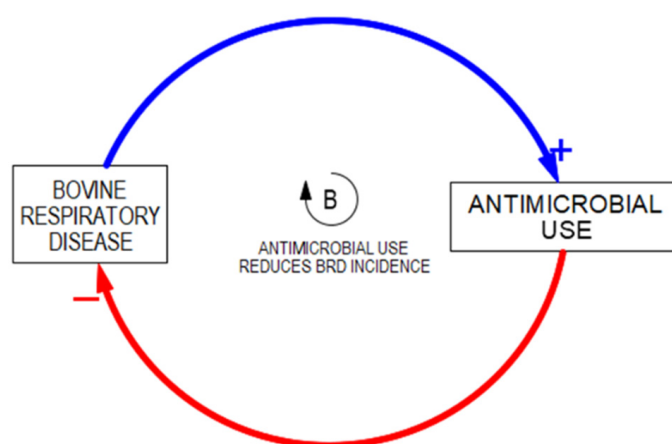 +
BOVINE
RESPIRATORY
DISEASE
B
ANTIMICROBIAL
USE
ANTIMICROBIAL USE
REDUCES BRD INCIDENCE
−